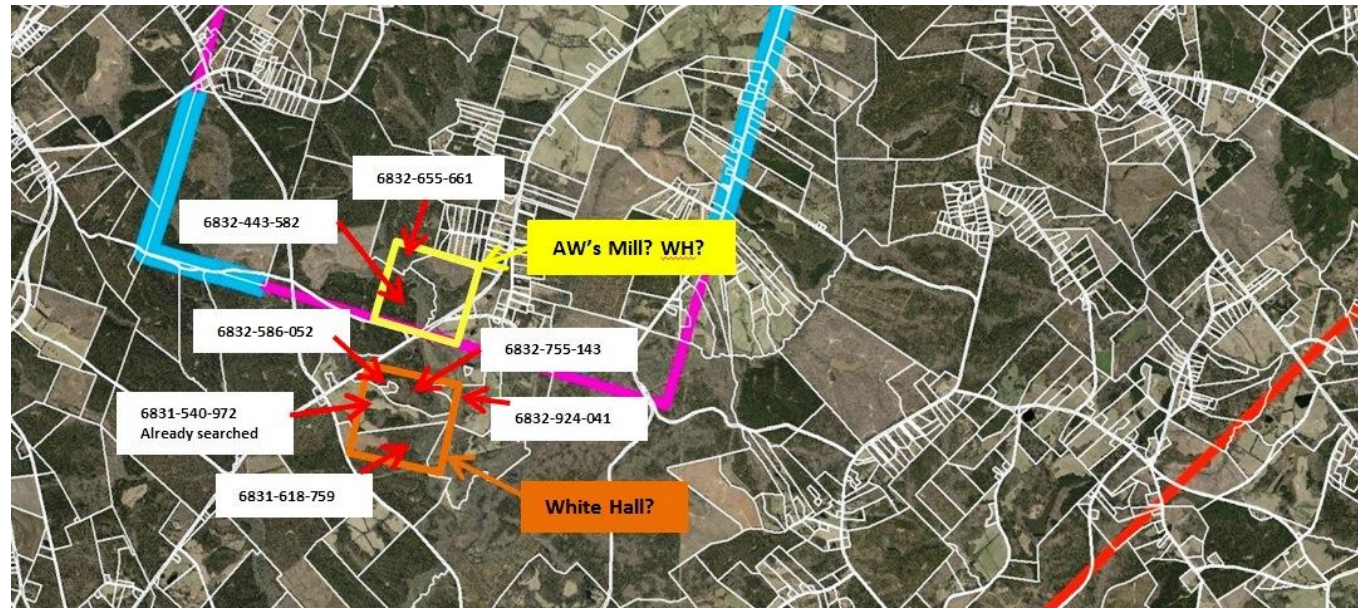 6832-655-661
6832-443-582
AW's Mill? WH?
6832-586-052
6832-755-143
6831-540-972
Already searched
6832-924-041
6831-618-759
White Hall?